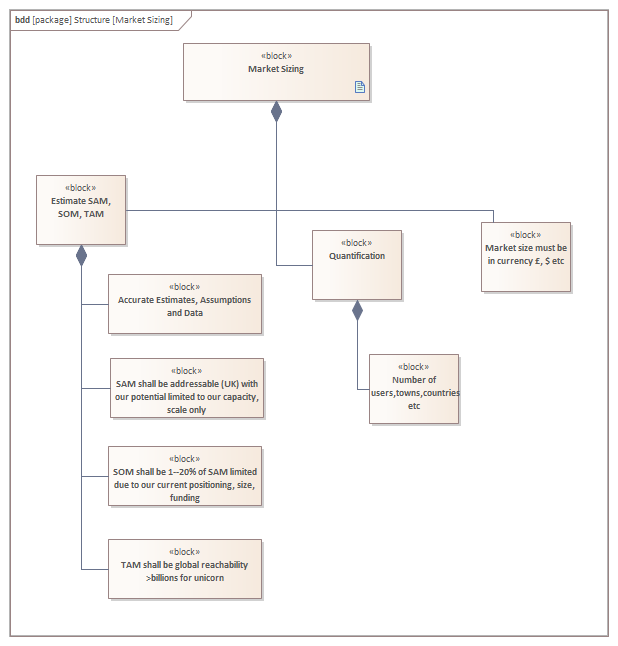 bdd [package] Structure [Market Sizing]
«block»
Market Sizing
«block»
Estimate SAM,
SOM, TAM
«block»
Quantification
«block»
Market size must be
in currency £, $ etc
«block»
Accurate Estimates, Assumptions
and Data
«block»
SAM shall be addressable (UK) with
our potential limited to our capacity,
scale only
«block»
Number of
users,towns,countries
etc
«block»
SOM shall be 1--20% of SAM limited
due to our current positioning, size,
funding
«block»
TAM shall be global reachability
>billions for unicorn